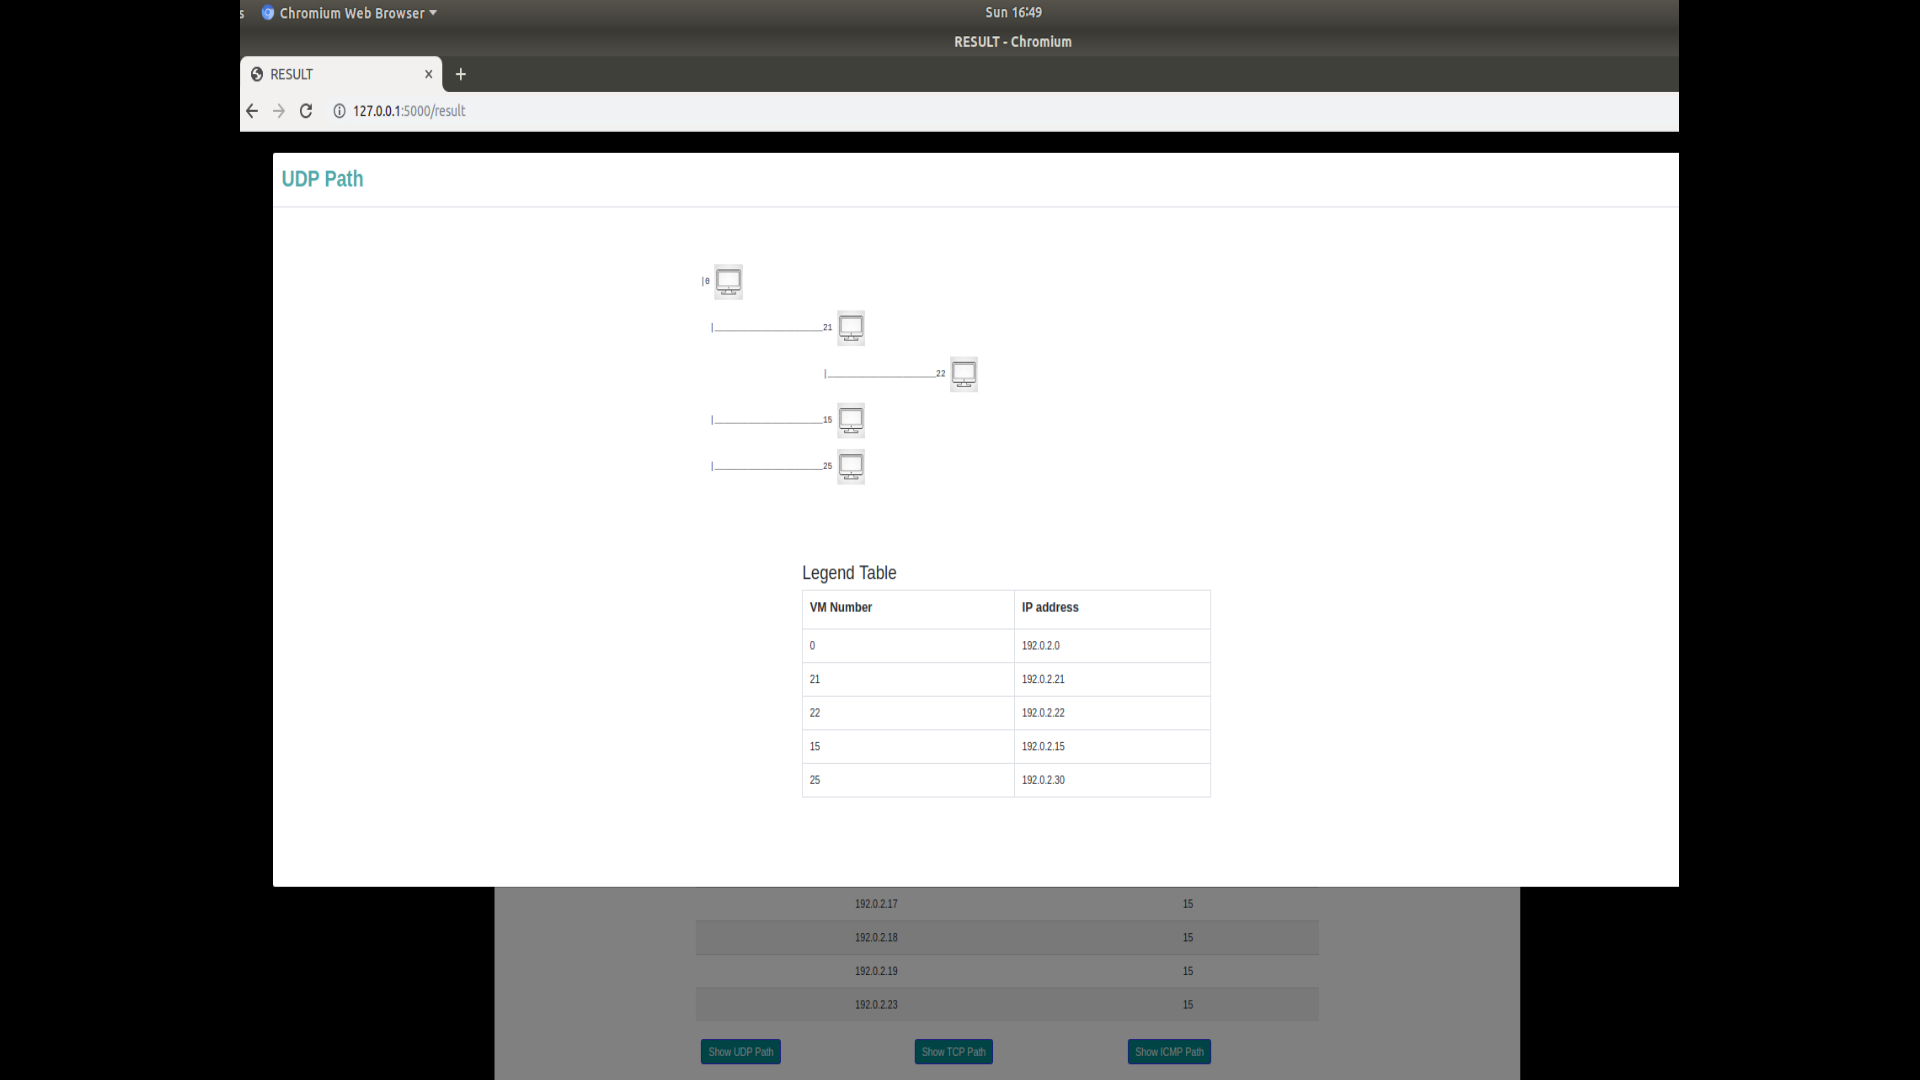 s Chromium Web Browser Sun 16:49
RESULT - Chromium
RESULT × +
127.0.0.1:5000/result
UDP Path
|0
|______________________21
|______________________22
|______________________15
|______________________25
Legend Table
VM Number IP address
0 192.0.2.0
21 192.0.2.21
22 192.0.2.22
15 192.0.2.15
25 192.0.2.30
192.0.2.17 15
192.0.2.18 15
192.0.2.19 15
192.0.2.23 15
Show UDP Path Show TCP Path Show ICMP Path